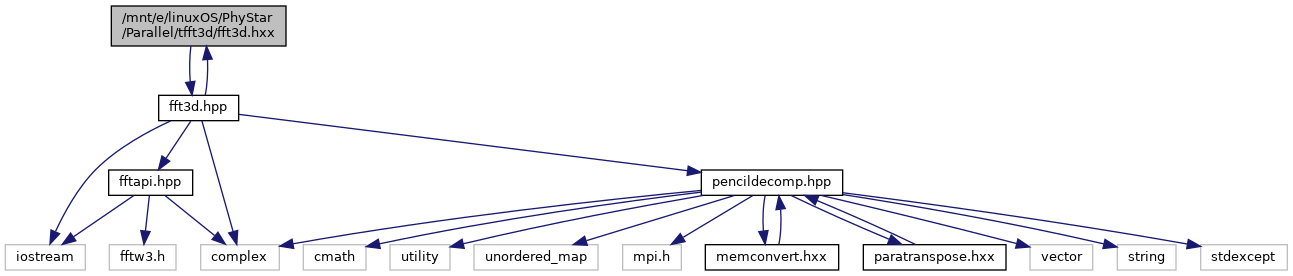 /mnt/e/linuxOS/PhyStar
/Parallel/tfft3d/fft3d.hxx
fft3d.hpp
fftapi.hpp
pencildecomp.hpp
iostream
fftw3.h
complex
cmath
utility
unordered_map
mpi.h
memconvert.hxx
paratranspose.hxx
vector
string
stdexcept